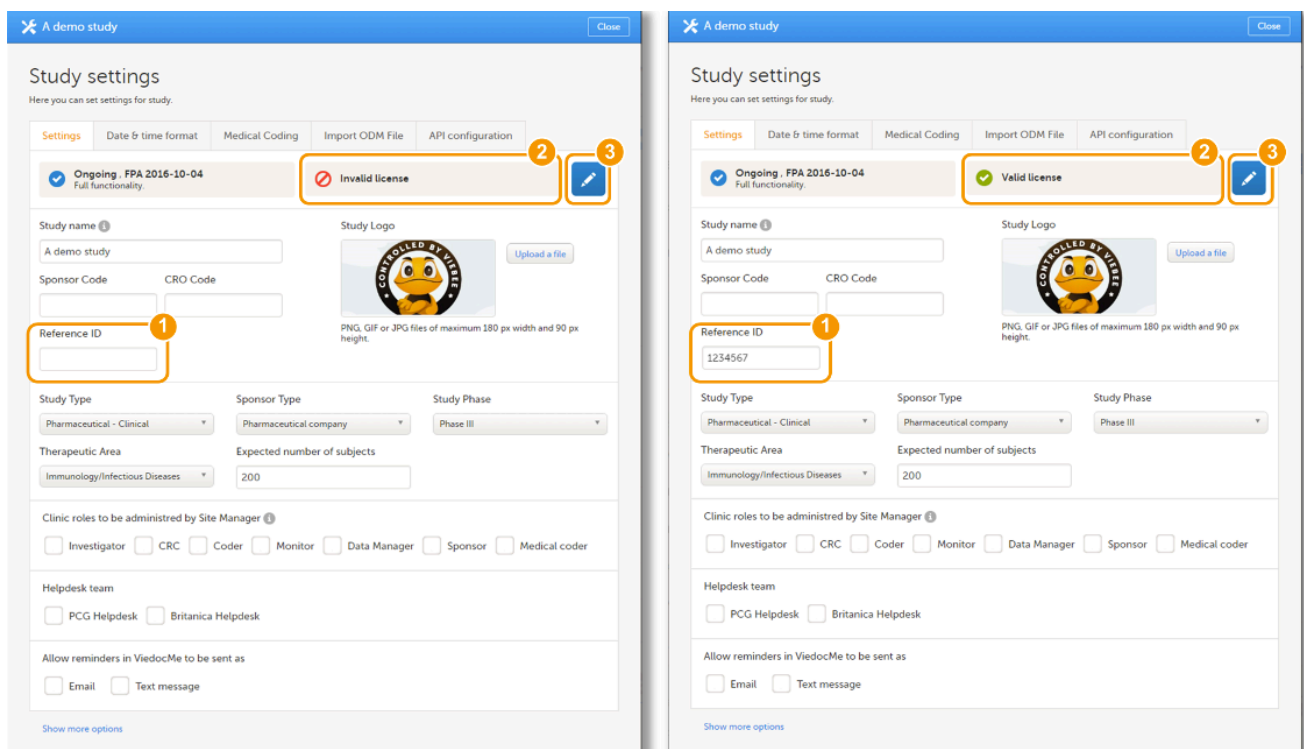 A demo study
Close
Study settings
Here you can set settings for study.
Settings
Date & time format
Medical Coding
Import ODM File
API configuration
2
3
Ongoing , FPA 2016-10-04
Full functionality.
Invalid license
Study name
A demo study
Sponsor Code
CRO Code
Reference ID
1
Study Logo
CONTROLLED BY VIEBEE
Upload a file
PNG, GIF or JPG files of maximum 180 px width and 90 px
height.
Study Type
Sponsor Type
Study Phase
Pharmaceutical - Clinical
Pharmaceutical company
Phase III
Therapeutic Area
Expected number of subjects
Immunology/Infectious Diseases
200
Clinic roles to be administred by Site Manager
Investigator
CRC
Coder
Monitor
Data Manager
Sponsor
Medical coder
Helpdesk team
PCG Helpdesk
Britanica Helpdesk
Allow reminders in ViedocMe to be sent as
Email
Text message
Show more options
A demo study
Close
Study settings
Here you can set settings for study.
Settings
Date & time format
Medical Coding
Import ODM File
API configuration
2
3
Ongoing , FPA 2016-10-04
Full functionality.
Valid license
Study name
A demo study
Sponsor Code
CRO Code
Reference ID
1
1234567
Study Logo
CONTROLLED BY VIEBEE
Upload a file
PNG, GIF or JPG files of maximum 180 px width and 90 px
height.
Study Type
Sponsor Type
Study Phase
Pharmaceutical - Clinical
Pharmaceutical company
Phase III
Therapeutic Area
Expected number of subjects
Immunology/Infectious Diseases
200
Clinic roles to be administred by Site Manager
Investigator
CRC
Coder
Monitor
Data Manager
Sponsor
Medical coder
Helpdesk team
PCG Helpdesk
Britanica Helpdesk
Allow reminders in ViedocMe to be sent as
Email
Text message
Show more options